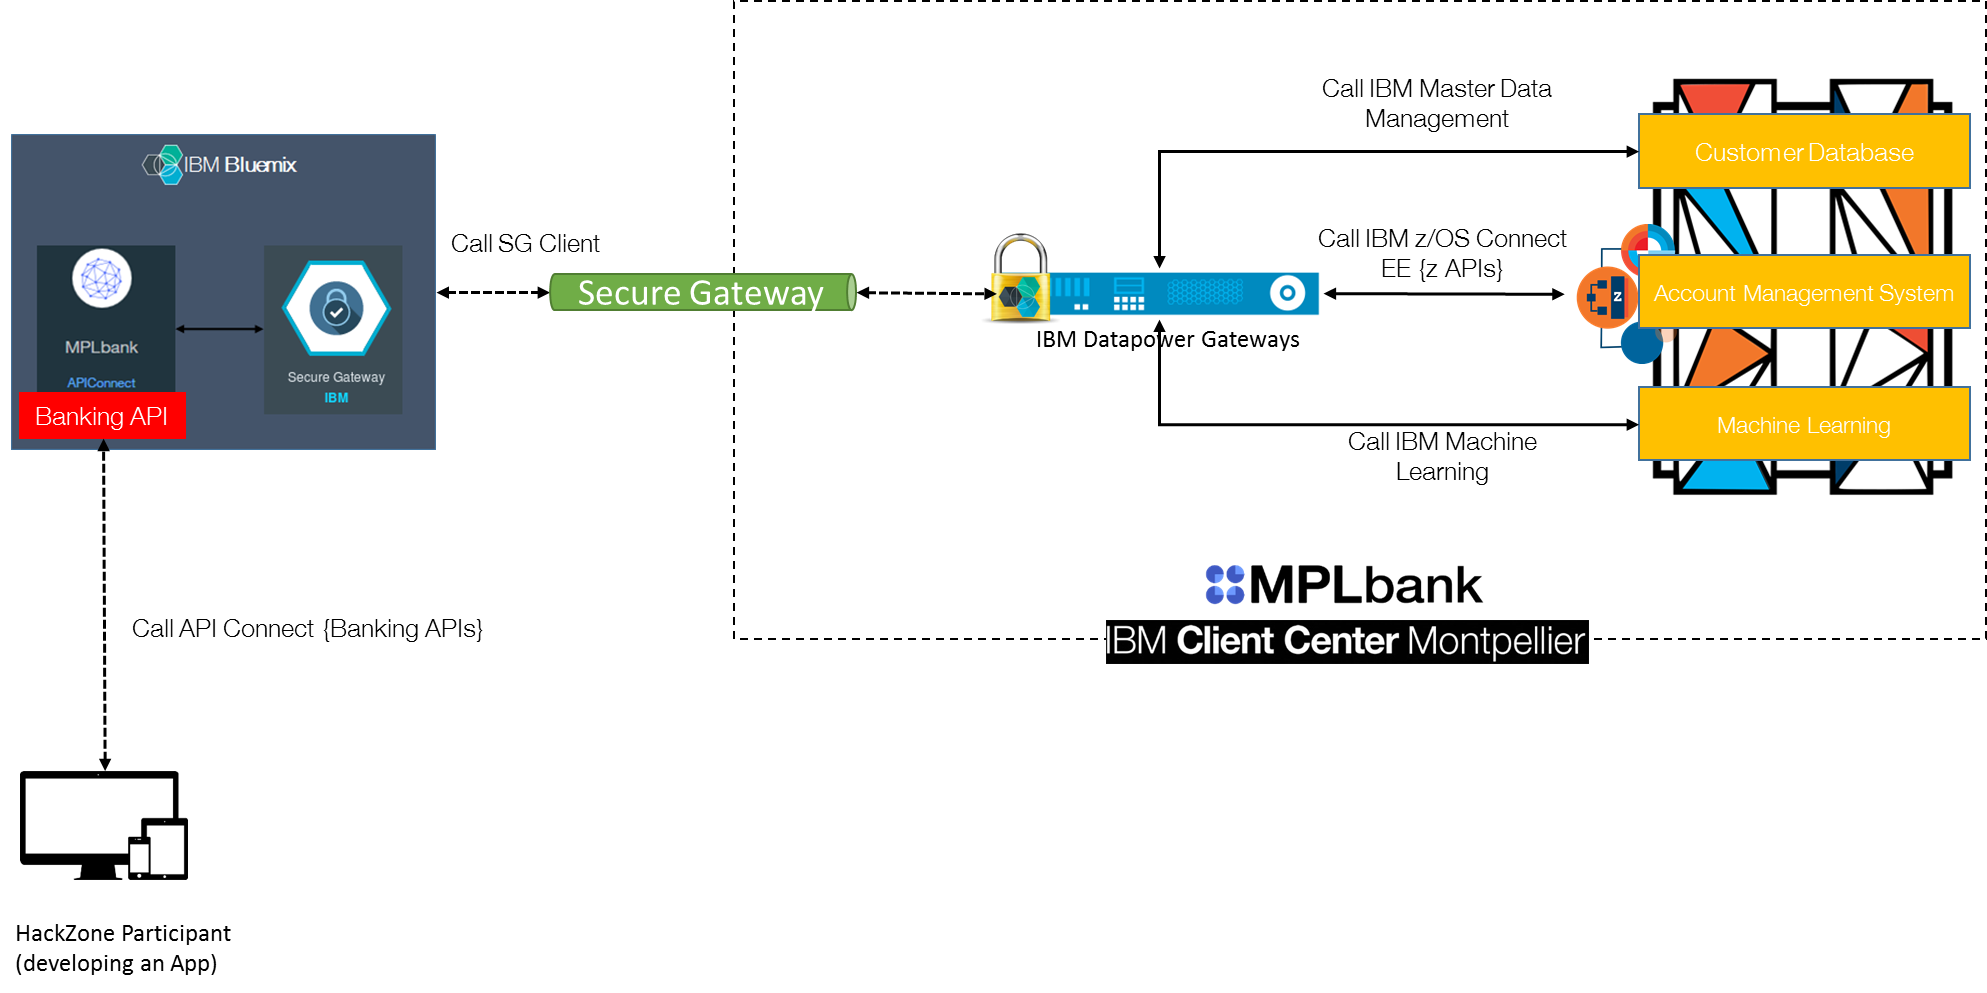 IBM Bluemix
MPLbank
APIConnect
Banking API
Secure Gateway
IBM
Call SG Client
Secure Gateway
IBM Datapower Gateways
Call IBM Master Data
Management
Call IBM z/OS Connect
EE {z APIs}
Call IBM Machine
Learning
Customer Database
z
Account Management System
Machine Learning
MPLbank
IBM Client Center Montpellier
Call API Connect {Banking APIs}
HackZone Participant
(developing an App)